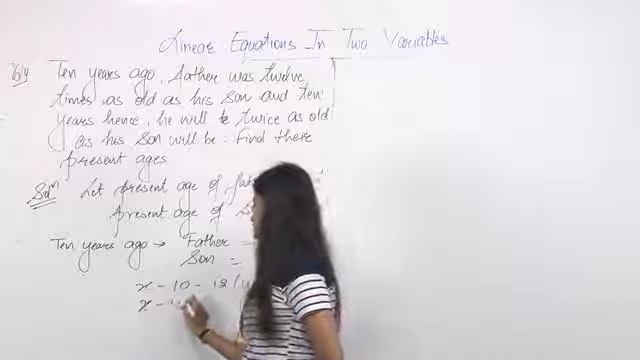 Linear Equations In Two Variables
Ten years ago, Father was twelve
times as old as his son and ten
years hence, he will be twice as old
as his son will be. Find there
present ages
Solⁿ Let present age of fat
Present age of S
Ten years ago → Father =
Son =
x - 10 - 12 (
x -